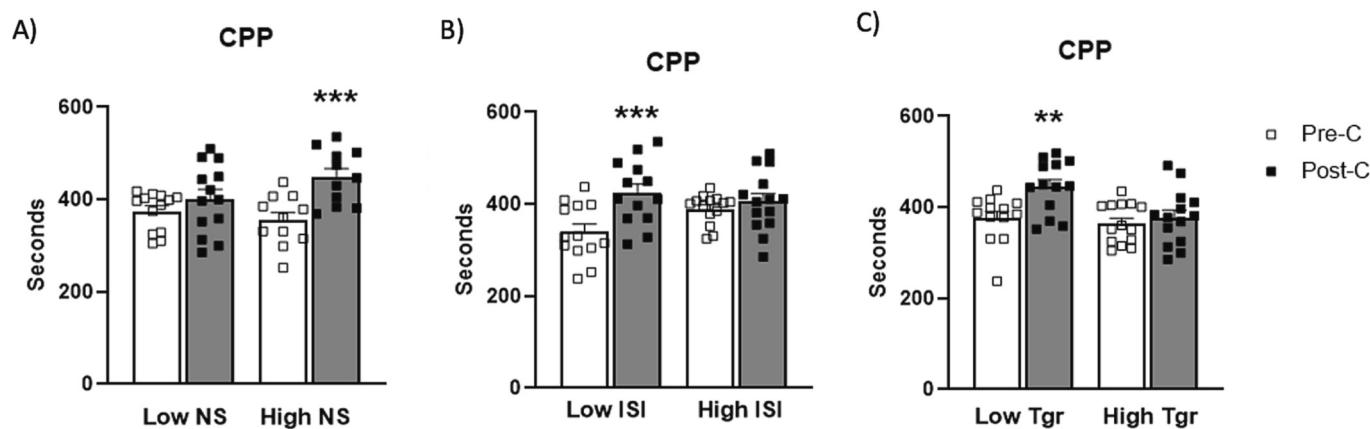 A)
CPP
***
600
400
200
0
Seconds
Low NS
High NS
B)
CPP
***
600
400
200
0
Seconds
Low ISI
High ISI
C)
CPP
**
600
400
200
0
Seconds
Low Tgr
High Tgr
Pre-C
Post-C